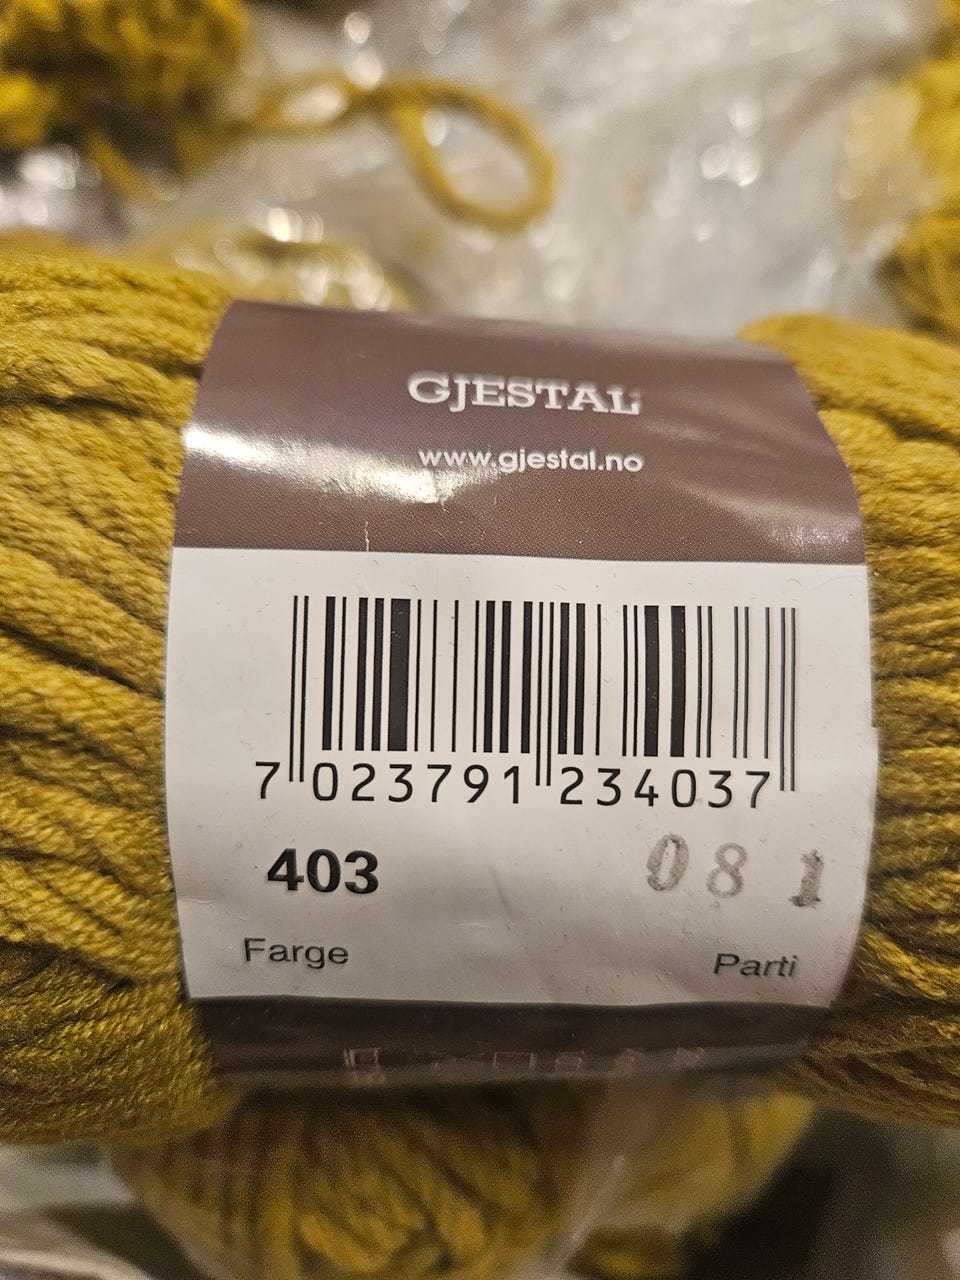 GJESTAL
www.gjestal.no
7 023791 234037
403 081
Farge Parti